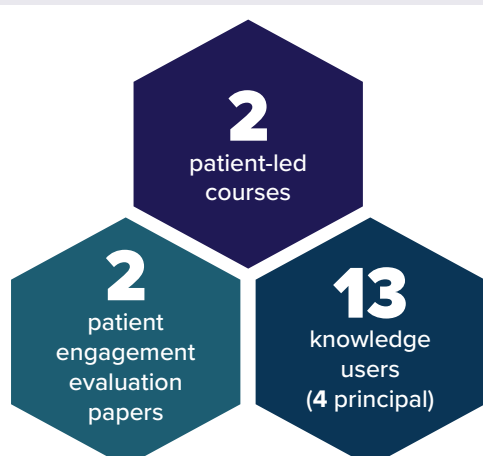 2
patient-led
courses
2
patient
engagement
evaluation
papers
13
knowledge
users
(4 principal)